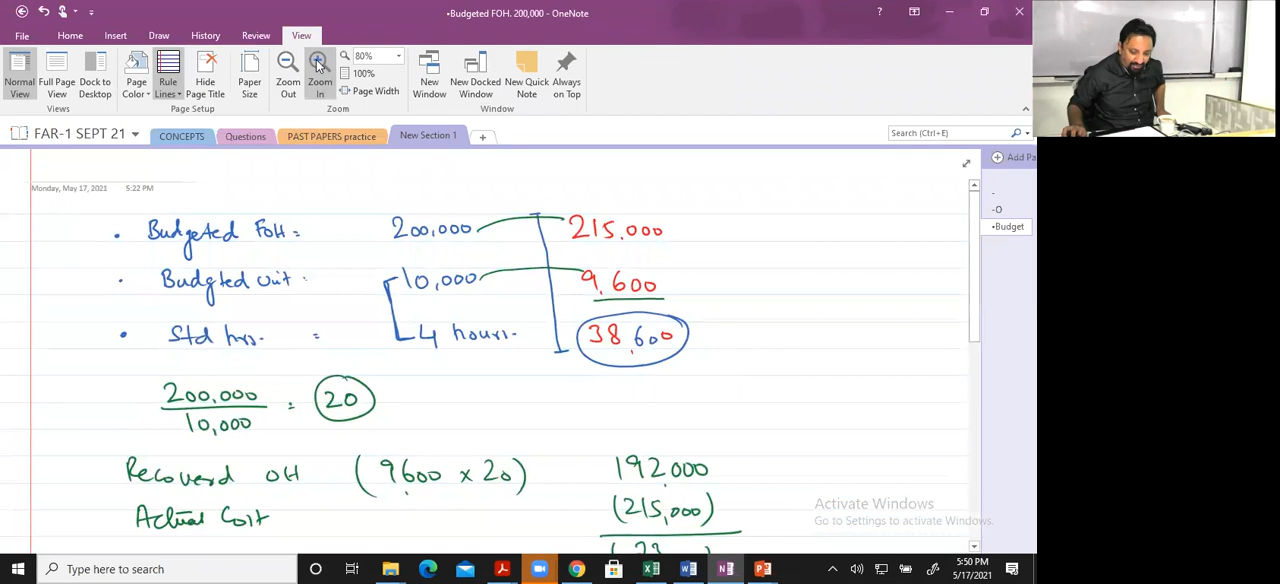 •Budgeted FOH. 200,000 - OneNote
?
File Home Insert Draw History Review View
Normal View
Full Page View
Dock to Desktop
Views
Page Color
Rule Lines
Hide Page Title
Paper Size
Page Setup
Zoom Out
Zoom In
80%
100%
Page Width
Zoom
New Window
New Docked Window
New Quick Note
Always on Top
Window
FAR-1 SEPT 21 CONCEPTS Questions PAST PAPERS practice New Section 1 +
Search (Ctrl+E)
Add Pa
-
-O
•Budget
Monday, May 17, 2021 5:22 PM
• Budgeted FOH = 200,000 215,000
• Budgted unit : 10,000 9,600
• Std hrs. = 4 hours. 38,600
200,000
10,000
= 20
Recoverd OH (9600 x 20) 192,000
Actual Cost (215,000)
Activate Windows
Go to Settings to activate Windows.
Type here to search
5:50 PM
5/17/2021